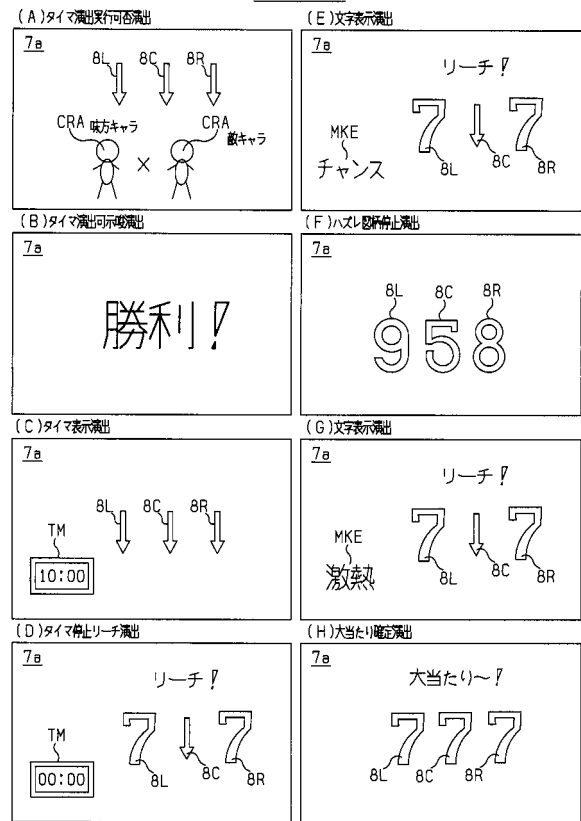 (A)タイマ演出実行可否演出
7a
8L 8C 8R
CRA 味方キャラ
CRA 敵キャラ
×
(B)タイマ演出可示唆演出
7a
勝利!
(C)タイマ表示演出
7a
8L 8C 8R
TM
10:00
(D)タイマ停止リーチ演出
7a
リーチ!
TM
7 7
00:00
8L 8C 8R
(E)文字表示演出
7a
リーチ!
7 7
MKE
チャンス
8L 8C 8R
(F)ハズレ図柄停止演出
7a
8L 8C 8R
9 5 8
(G)文字表示演出
7a
リーチ!
7 7
MKE
激熱
8L 8C 8R
(H)大当たり確定演出
7a
大当たり~!
7 7 7
8L 8C 8R